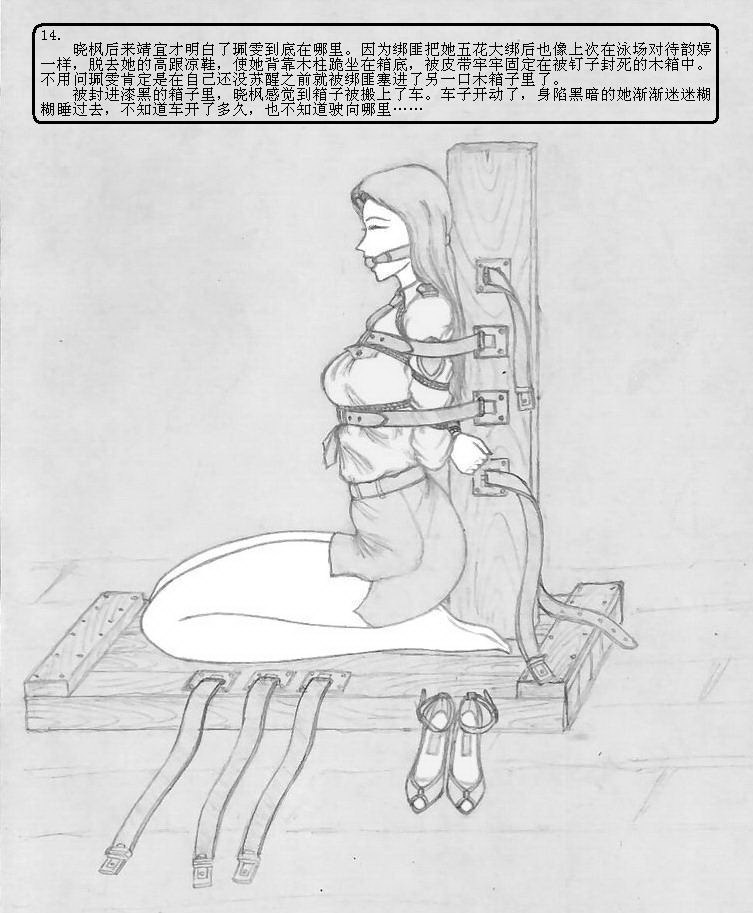 14.
晓枫后来靖宜才明白了珮雯到底在哪里。因为绑匪把她五花大绑后也像上次在泳场对待韵婷
一样，脱去她的高跟凉鞋，使她背靠木柱跪坐在箱底，被皮带牢牢固定在被钉子封死的木箱中。
不用问珮雯肯定是在自己还没苏醒之前就被绑匪塞进了另一口木箱子里了。
被封进漆黑的箱子里，晓枫感觉到箱子被搬上了车。车子开动了，身陷黑暗的她渐渐迷迷糊
糊睡过去，不知道车开了多久，也不知道驶向哪里……